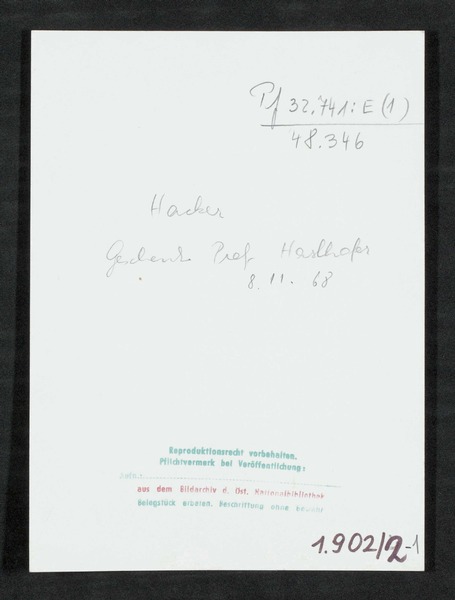 Pf 32.741: E (1)
48.346
Hacker
Geschenk Prof. Haslhofer
8. 11. 68
Reproduktionsrecht vorbehalten.
Pflichtvermerk bei Veröffentlichung:
aus dem Bildarchiv d. Öst. Nationalbibliothek
Belegstück erbeten. Beschriftung ohne Gewähr
1.902/2-1